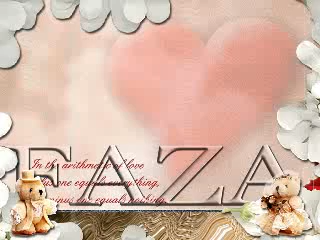 FAZA
In the arithmetic of love
one equals everything,
minus one equals nothing.